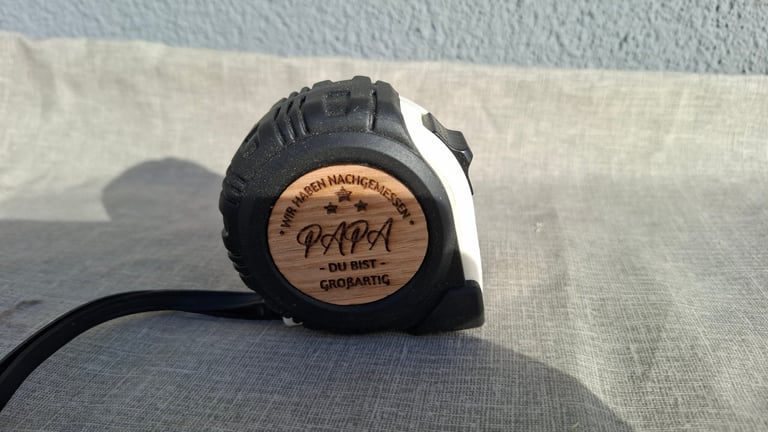 • WIR HABEN NACHGEMESSEN •
PAPA
- DU BIST -
GROßARTIG